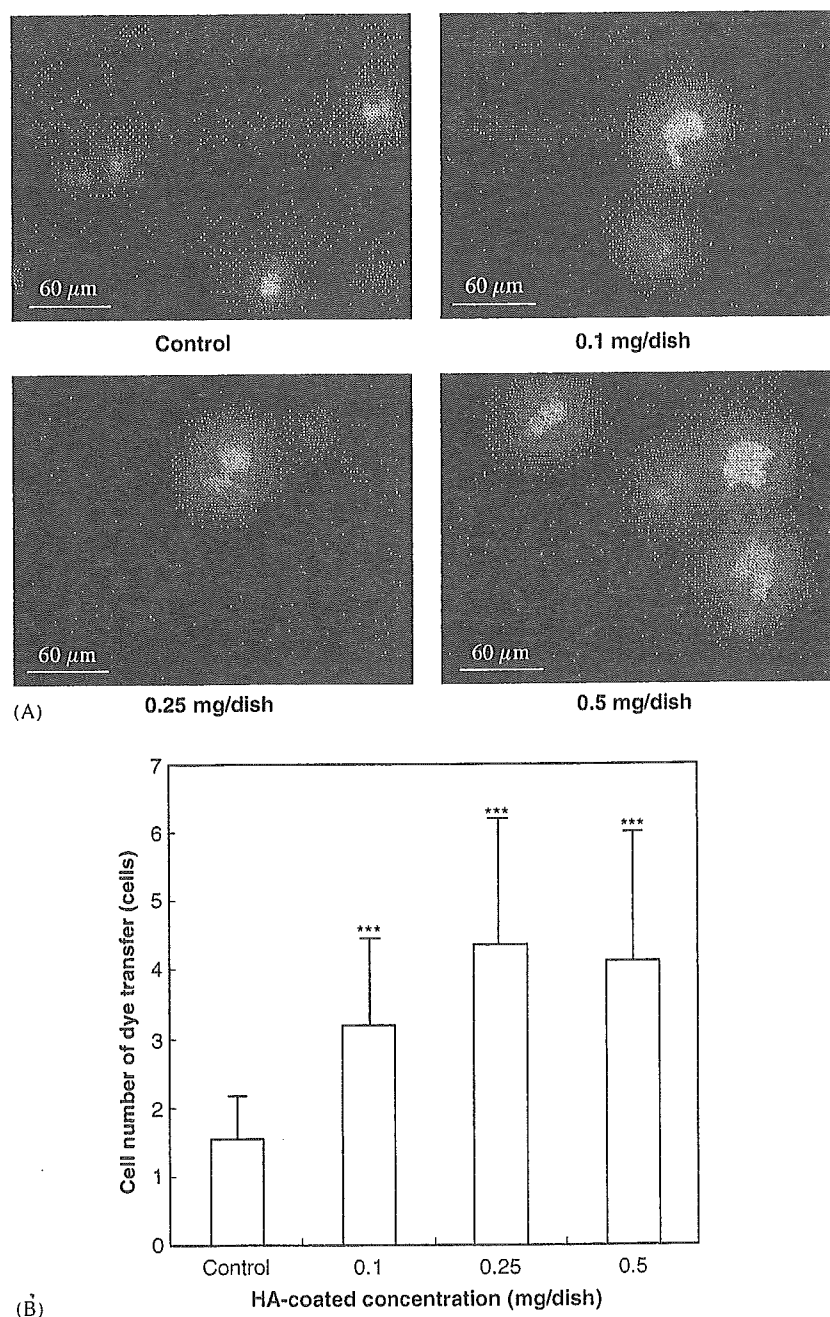 60 μm
60 μm
Control
0.1 mg/dish
60 μm
60 μm
(A)
0.25 mg/dish
0.5 mg/dish
7
6
5
4
3
2
1
0
Cell number of dye transfer (cells)
***
***
***
Control
0.1
0.25
0.5
HA-coated concentration (mg/dish)
(B)